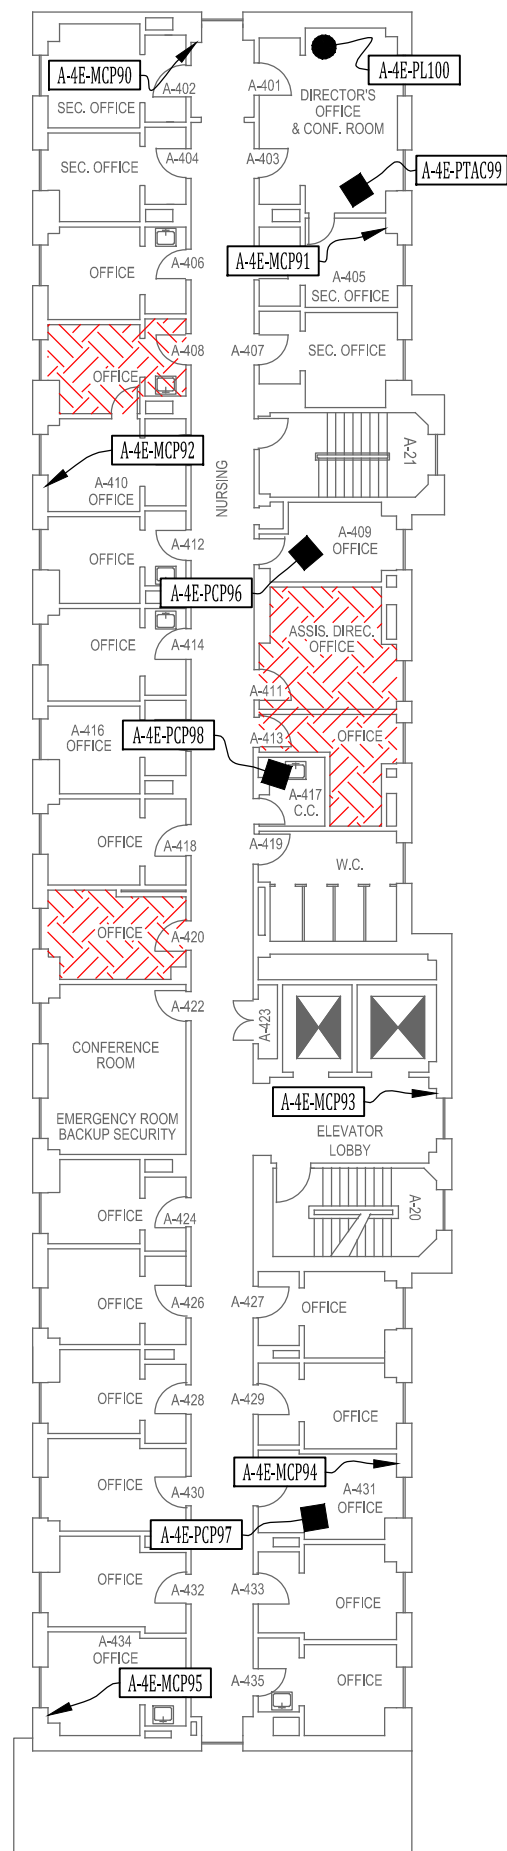 A-4E-MCP90
A-402
A-401
A-4E-PL100
SEC. OFFICE
DIRECTOR'S
OFFICE
& CONF. ROOM
SEC. OFFICE
A-404
A-403
A-4E-PTAC99
OFFICE
A-406
A-4E-MCP91
A-405
SEC. OFFICE
A-408
OFFICE
A-407
SEC. OFFICE
A-4E-MCP92
A-21
A-410
OFFICE
NURSING
A-412
OFFICE
A-409
OFFICE
A-4E-PCP96
OFFICE
A-414
ASSIS. DIREC.
OFFICE
A-411
A-416
OFFICE
A-4E-PCP98
A-413
OFFICE
A-417
C.C.
OFFICE
A-418
A-419
W.C.
OFFICE
A-420
A-422
A-423
CONFERENCE
ROOM
EMERGENCY ROOM
BACKUP SECURITY
A-4E-MCP93
ELEVATOR
LOBBY
A-20
OFFICE
A-424
OFFICE
A-426
A-427
OFFICE
OFFICE
A-428
A-429
OFFICE
A-4E-MCP94
OFFICE
A-430
A-431
OFFICE
A-4E-PCP97
OFFICE
A-432
A-433
OFFICE
A-434
OFFICE
A-4E-MCP95
A-435
OFFICE